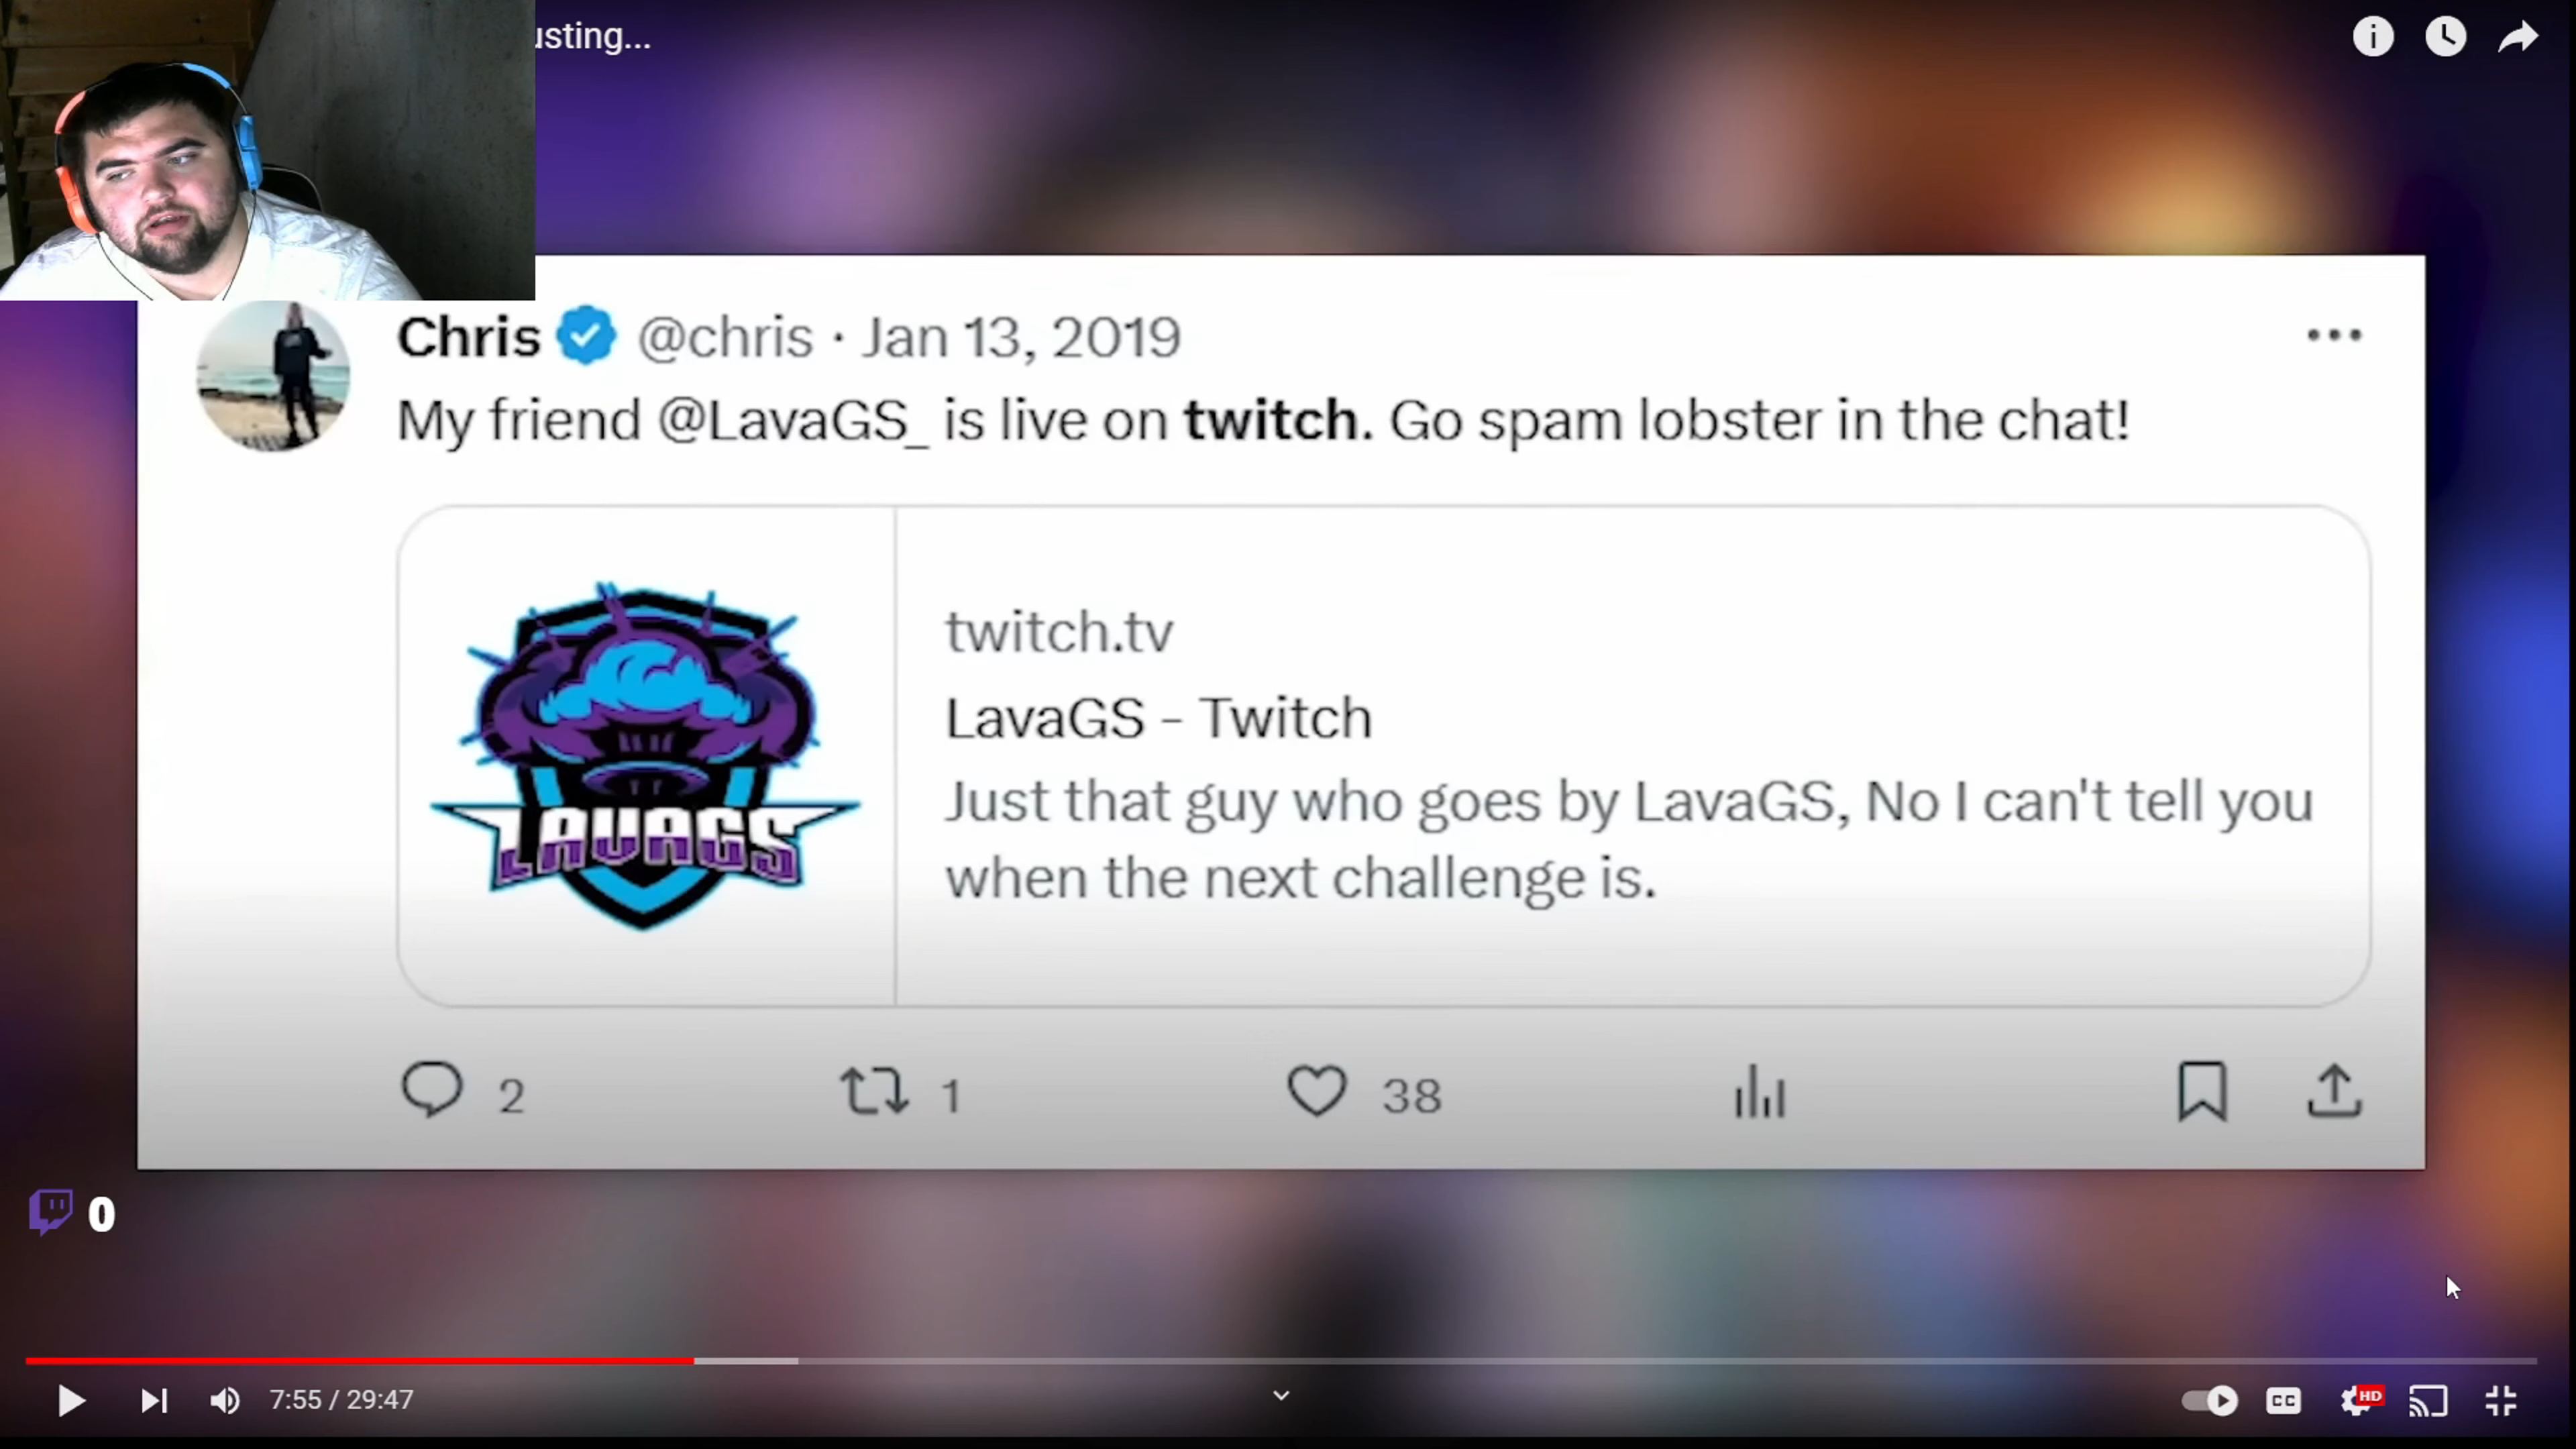 usting...
Chris @chris · Jan 13, 2019
My friend @LavaGS_ is live on twitch. Go spam lobster in the chat!
twitch.tv
LavaGS - Twitch
Just that guy who goes by LavaGS, No I can't tell you
when the next challenge is.
LAVAGS
2 1 38
0
7:55 / 29:47
CC HD